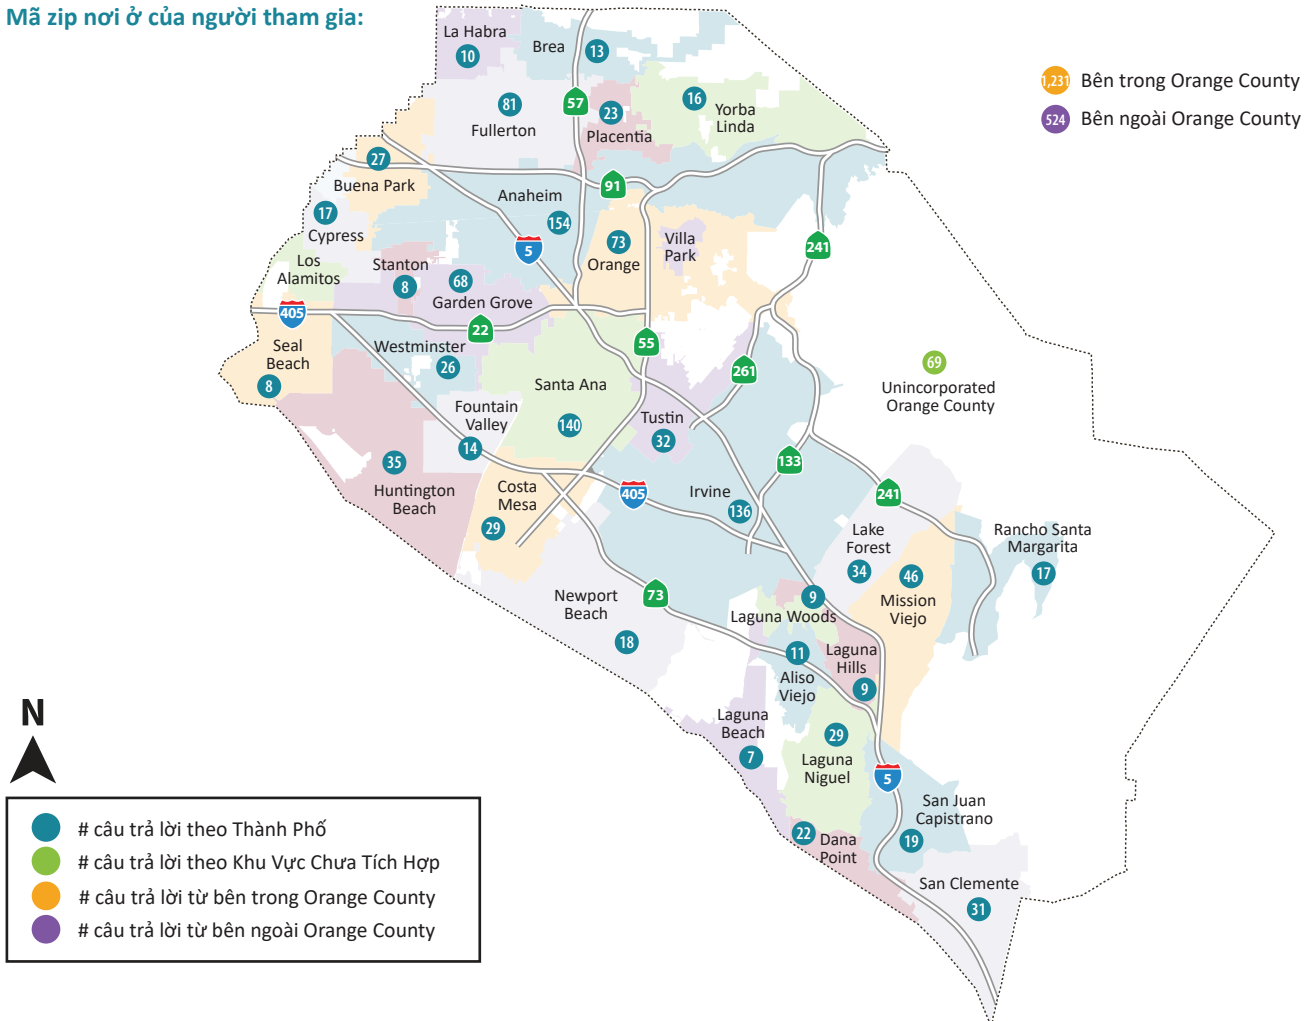 Mã zip nơi ở của người tham gia:
La Habra
10
Brea
13
1,231 Bên trong Orange County
524 Bên ngoài Orange County
81
Fullerton
57
23
Placentia
16
Yorba
Linda
27
Buena Park
91
Anaheim
154
17
Cypress
5
73
Orange
Villa
Park
241
Los
Alamitos
Stanton
8
68
Garden Grove
405
22
55
Seal
Beach
8
Westminster
26
261
69
Unincorporated
Orange County
Santa Ana
140
Fountain
Valley
14
Tustin
32
133
35
Huntington
Beach
Costa
Mesa
29
405
Irvine
136
241
Lake
Forest
34
Rancho Santa
Margarita
17
46
Mission
Viejo
Newport
Beach
18
73
9
Laguna Woods
11
Aliso
Viejo
Laguna
Hills
9
Laguna
Beach
7
29
Laguna
Niguel
5
San Juan
Capistrano
19
22
Dana
Point
San Clemente
31
N
# câu trả lời theo Thành Phố
# câu trả lời theo Khu Vực Chưa Tích Hợp
# câu trả lời từ bên trong Orange County
# câu trả lời từ bên ngoài Orange County